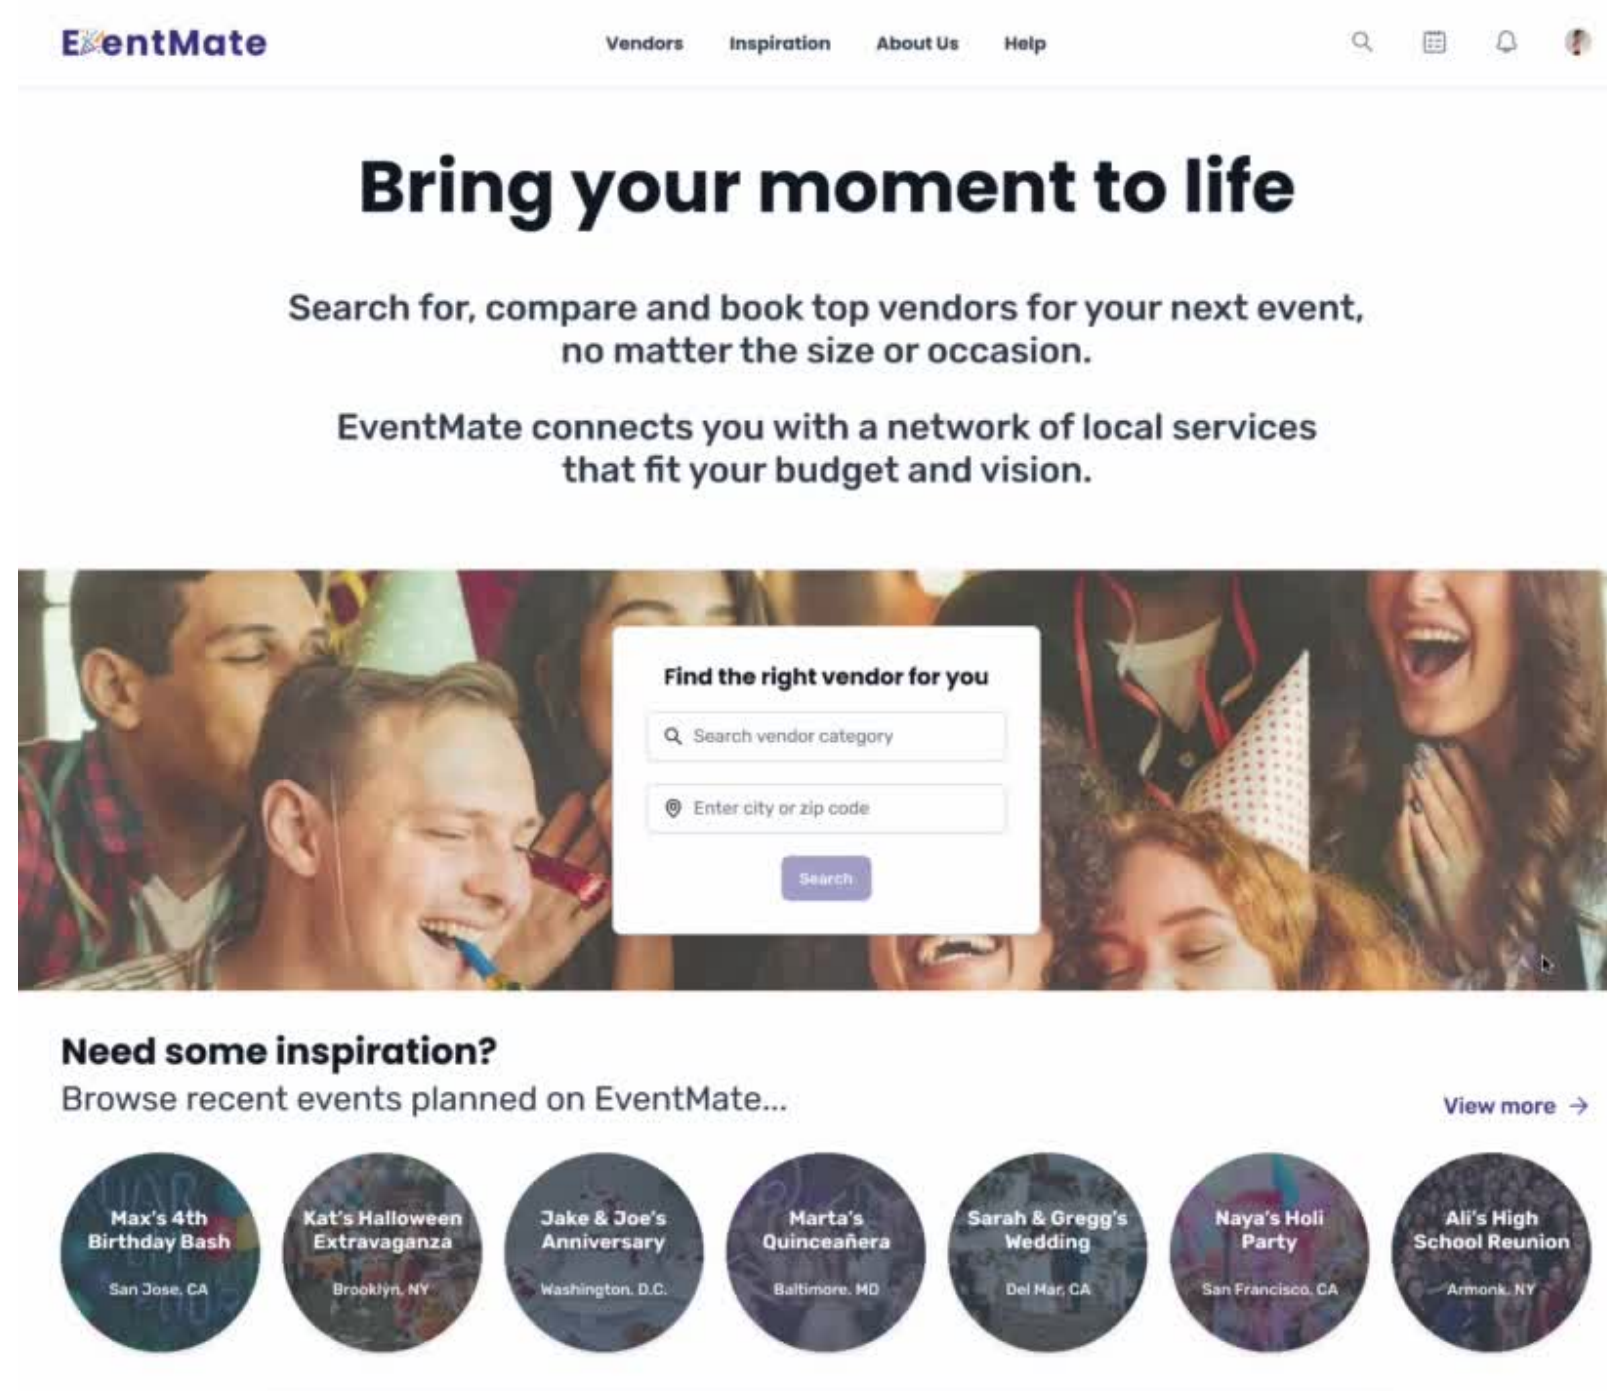 EventMate
Vendors Inspiration About Us Help
Bring your moment to life
Search for, compare and book top vendors for your next event,
no matter the size or occasion.
EventMate connects you with a network of local services
that fit your budget and vision.
Find the right vendor for you
Search vendor category
Enter city or zip code
Search
Need some inspiration?
Browse recent events planned on EventMate...
View more →
Max's 4th
Birthday Bash
San Jose, CA
Kat's Halloween
Extravaganza
Brooklyn, NY
Jake & Joe's
Anniversary
Washington, D.C.
Marta's
Quinceañera
Baltimore, MD
Sarah & Gregg's
Wedding
Del Mar, CA
Naya's Holi
Party
San Francisco, CA
Ali's High
School Reunion
Armonk, NY